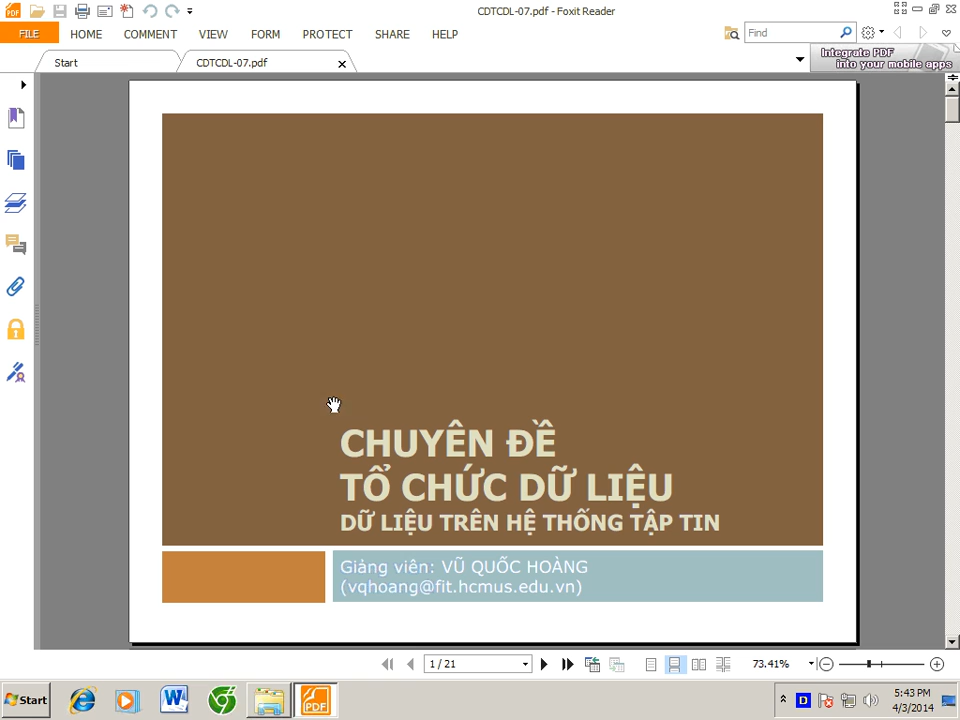 CDTCDL-07.pdf - Foxit Reader
FILE HOME COMMENT VIEW FORM PROTECT SHARE HELP Find
Start CDTCDL-07.pdf
Integrate PDF
into your mobile apps
CHUYÊN ĐỀ
TỔ CHỨC DỮ LIỆU
DỮ LIỆU TRÊN HỆ THỐNG TẬP TIN
Giảng viên: VŨ QUỐC HOÀNG
(vqhoang@fit.hcmus.edu.vn)
1 / 21 73.41%
Start PDF D 5:43 PM
4/3/2014